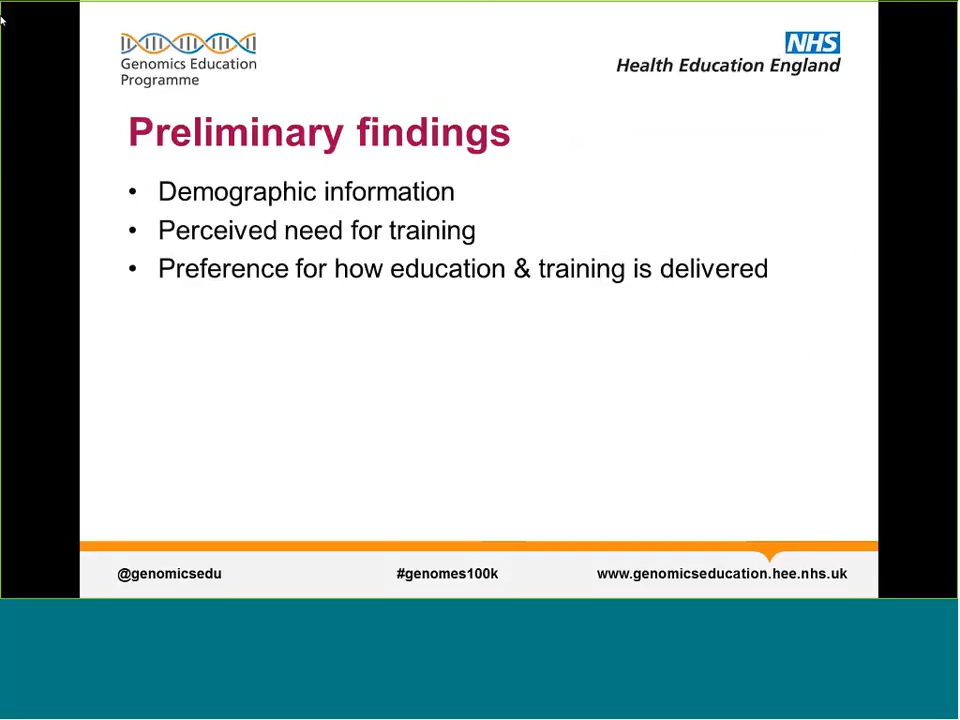 Genomics Education
Programme
NHS
Health Education England
Preliminary findings
• Demographic information
• Perceived need for training
• Preference for how education & training is delivered
@genomicsedu
#genomes100k
www.genomicseducation.hee.nhs.uk